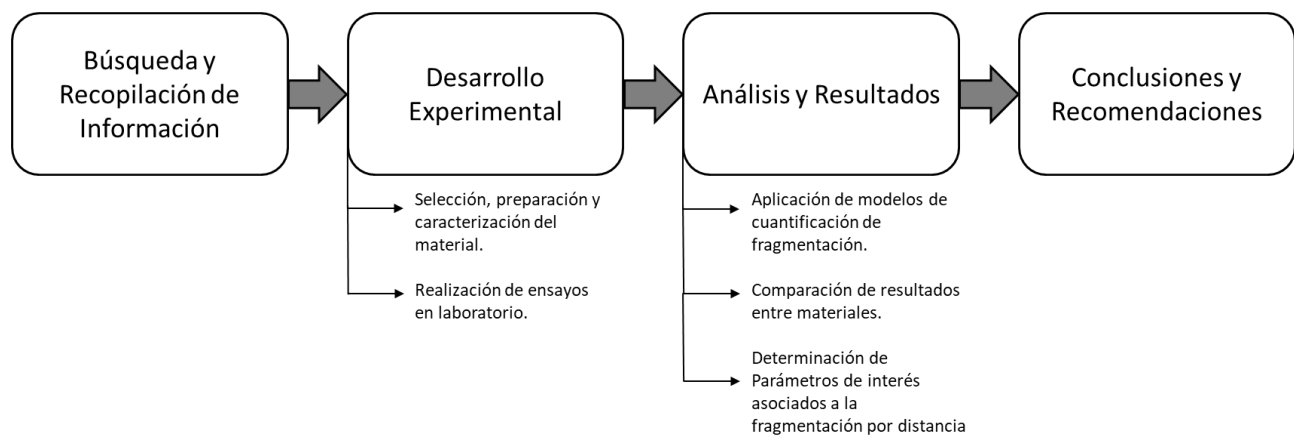 Búsqueda y
Recopilación de
Información
Desarrollo
Experimental
Análisis y Resultados
Conclusiones y
Recomendaciones
Selección, preparación y
caracterización del
material.
Realización de ensayos
en laboratorio.
Aplicación de modelos de
cuantificación de
fragmentación.
Comparación de resultados
entre materiales.
Determinación de
Parámetros de interés
asociados a la
fragmentación por distancia